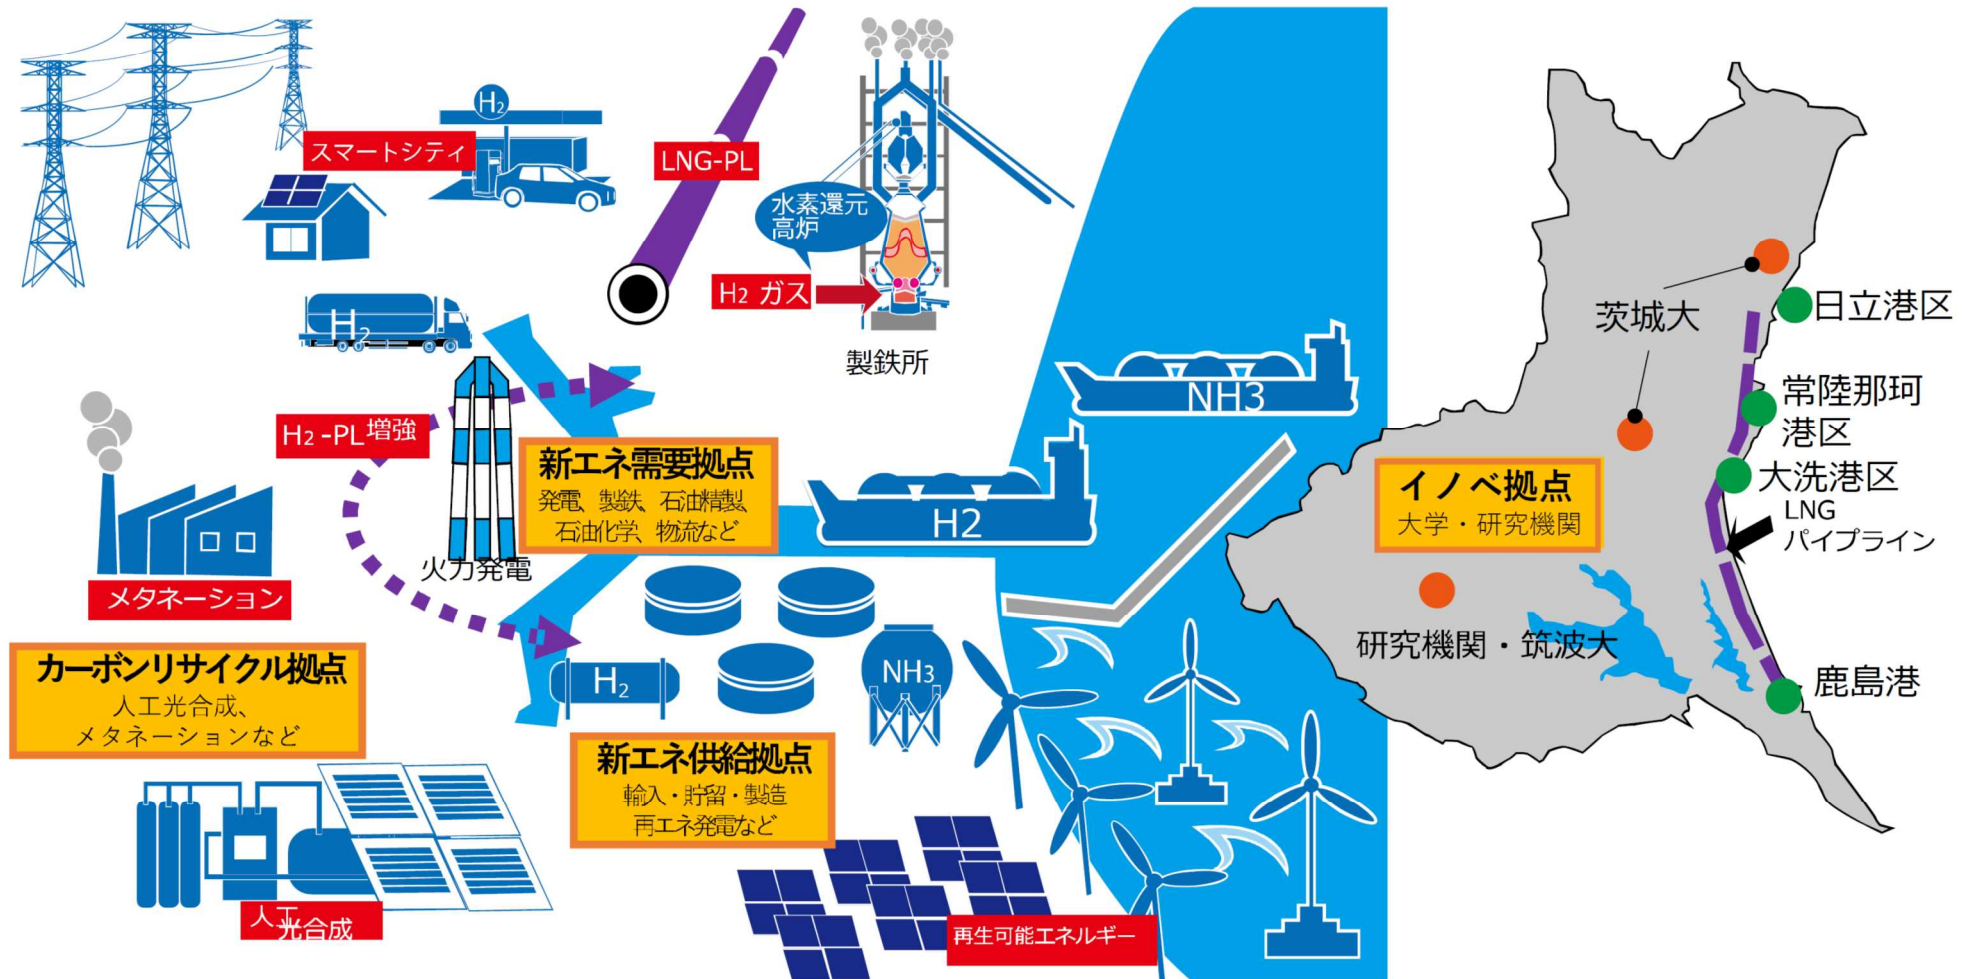 H₂
スマートシティ
LNG-PL
水素還元
高炉
H2 ガス
製鉄所
H₂
H2-PL増強
火力発電
新エネ需要拠点
発電、製鉄、石油精製、
石油化学、物流など
NH3
H2
メタネーション
カーボンリサイクル拠点
人工光合成、
メタネーションなど
人工
光合成
H₂
NH3
新エネ供給拠点
輸入・貯留・製造
再エネ発電など
再生可能エネルギー
茨城大
日立港区
常陸那珂
港区
大洗港区
LNG
パイプライン
イノベ拠点
大学・研究機関
研究機関・筑波大
鹿島港